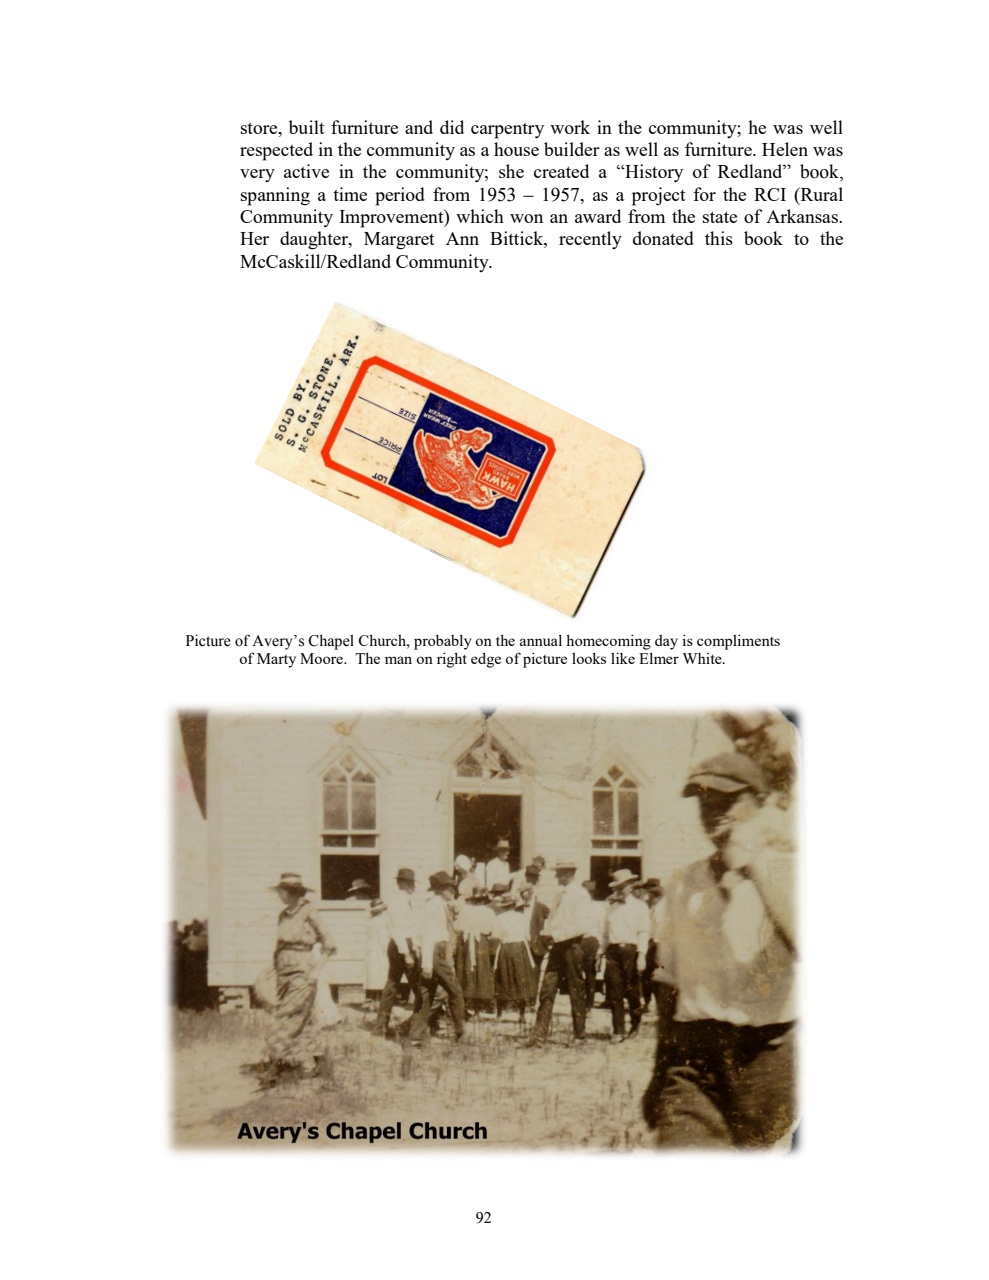 store, built furniture and did carpentry work in the community; he was well
respected in the community as a house builder as well as furniture. Helen was
very active in the community; she created a “History of Redland” book,
spanning a time period from 1953 – 1957, as a project for the RCI (Rural
Community Improvement) which won an award from the state of Arkansas.
Her daughter, Margaret Ann Bittick, recently donated this book to the
McCaskill/Redland Community.
SOLD BY.
S. G. STONE.
McCASKILL. ARK.
SIZE
PRICE
LOT
THEY WEAR
HAWK
BRAND
WORK CLOTHES
Picture of Avery’s Chapel Church, probably on the annual homecoming day is compliments
of Marty Moore.  The man on right edge of picture looks like Elmer White.
Avery's Chapel Church
92